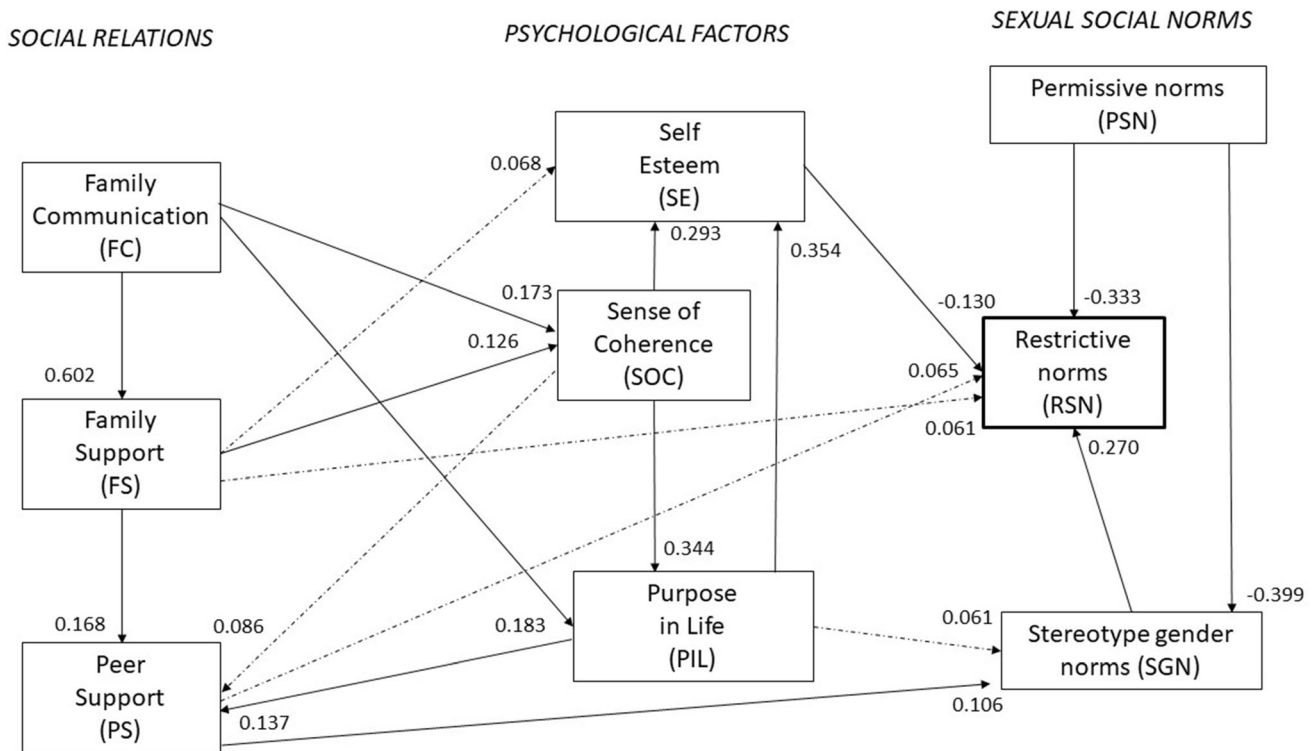 SOCIAL RELATIONS
PSYCHOLOGICAL FACTORS
SEXUAL SOCIAL NORMS
Permissive norms
(PSN)
Self
Esteem
(SE)
0.068
Family
Communication
(FC)
0.293
0.354
0.173
-0.130
-0.333
Sense of
Coherence
(SOC)
Restrictive
norms
(RSN)
0.126
0.602
0.065
0.061
0.270
Family
Support
(FS)
0.344
Purpose
in Life
(PIL)
-0.399
0.168
0.086
0.183
0.061
Stereotype gender
norms (SGN)
Peer
Support
(PS)
0.137
0.106